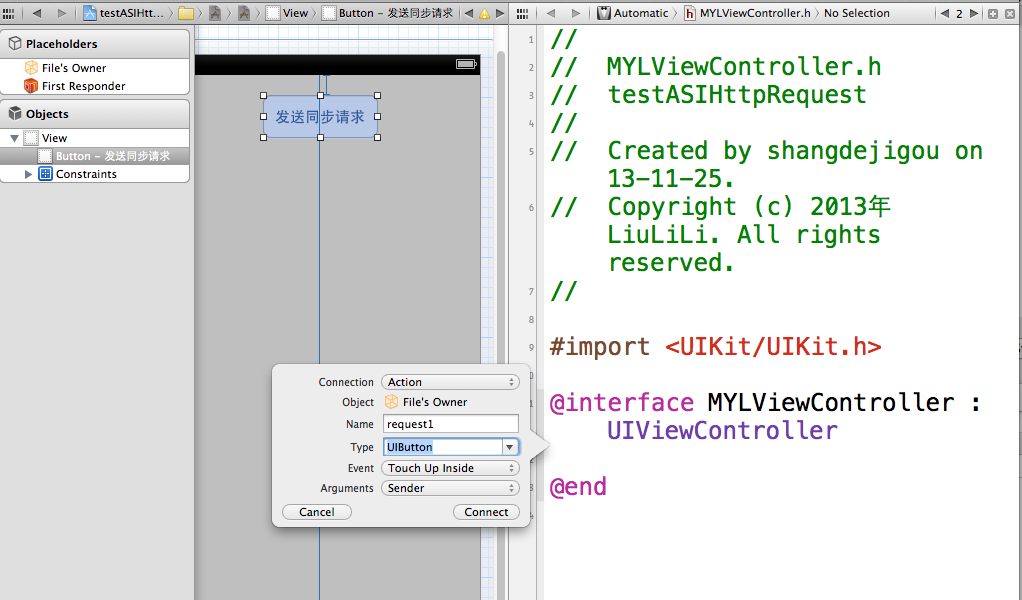 testASIHtt...
View
Button – 发送同步请求
Automatic
MYLViewController.h
No Selection
2
Placeholders
File's Owner
First Responder
Objects
View
Button – 发送同步请求
Constraints
发送同步请求
Connection Action
Object File's Owner
Name request1
Type UIButton
Event Touch Up Inside
Arguments Sender
Cancel Connect
1 //
2 // MYLViewController.h
3 // testASIHttpRequest
4 //
5 // Created by shangdejigou on
13-11-25.
6 // Copyright (c) 2013年
LiuLiLi. All rights
reserved.
7 //
8
9 #import <UIKit/UIKit.h>
@interface MYLViewController :
UIViewController
@end